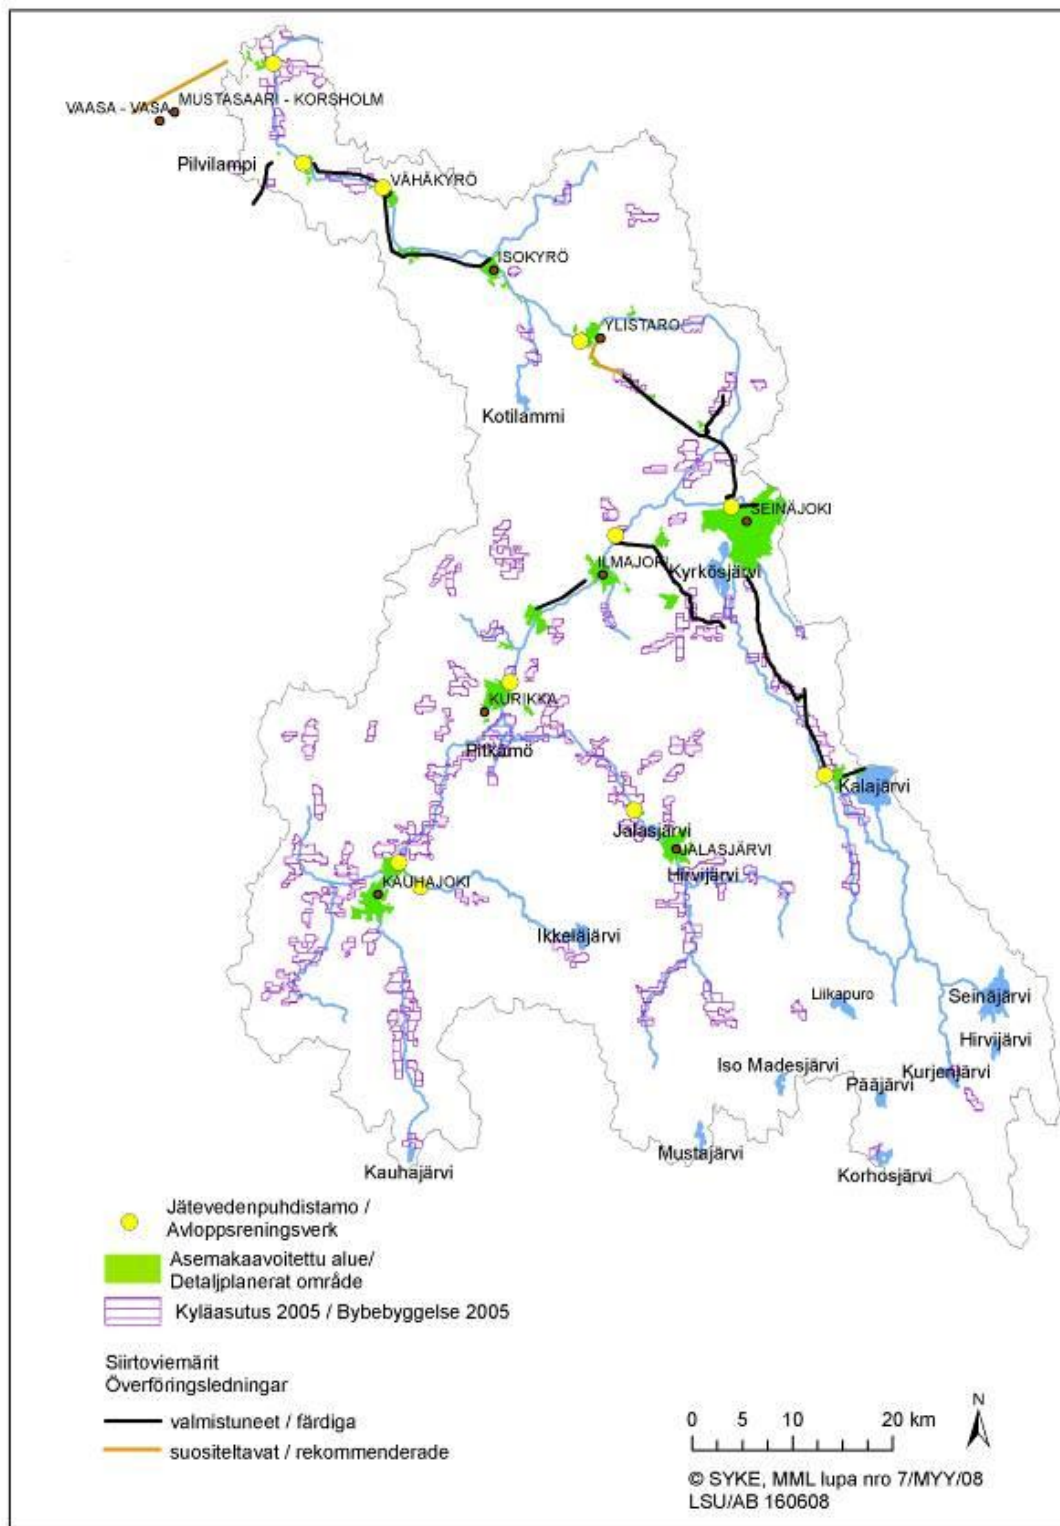 MUSTASAARI - KORSHOLM
VAASA - VASA
Pilvilampi
VÄHÄKYRÖ
ISOKYRÖ
YLISTARO
Kotilammi
SEINÄJOKI
ILMAJOKI
Kyrkösjärvi
KURIKKA
Pitkämö
Kalajärvi
Jalasjärvi
JALASJÄRVI
Hirvijärvi
KAUHAJOKI
Ikkeläjärvi
Liikapuro
Seinäjärvi
Hirvijärvi
Iso Madesjärvi
Kurjenjärvi
Pääjärvi
Mustajärvi
Kauhajärvi
Korhosjärvi
Jätevedenpuhdistamo /
Avloppsreningsverk
Asemakaavoitettu alue/
Detaljplanerat område
Kyläasutus 2005 / Bybebyggelse 2005
Siirtoviemärit
Överföringsledningar
valmistuneet / färdiga
suositeltavat / rekommenderade
N
0 5 10 20 km
© SYKE, MML lupa nro 7/MYY/08
LSU/AB 160608